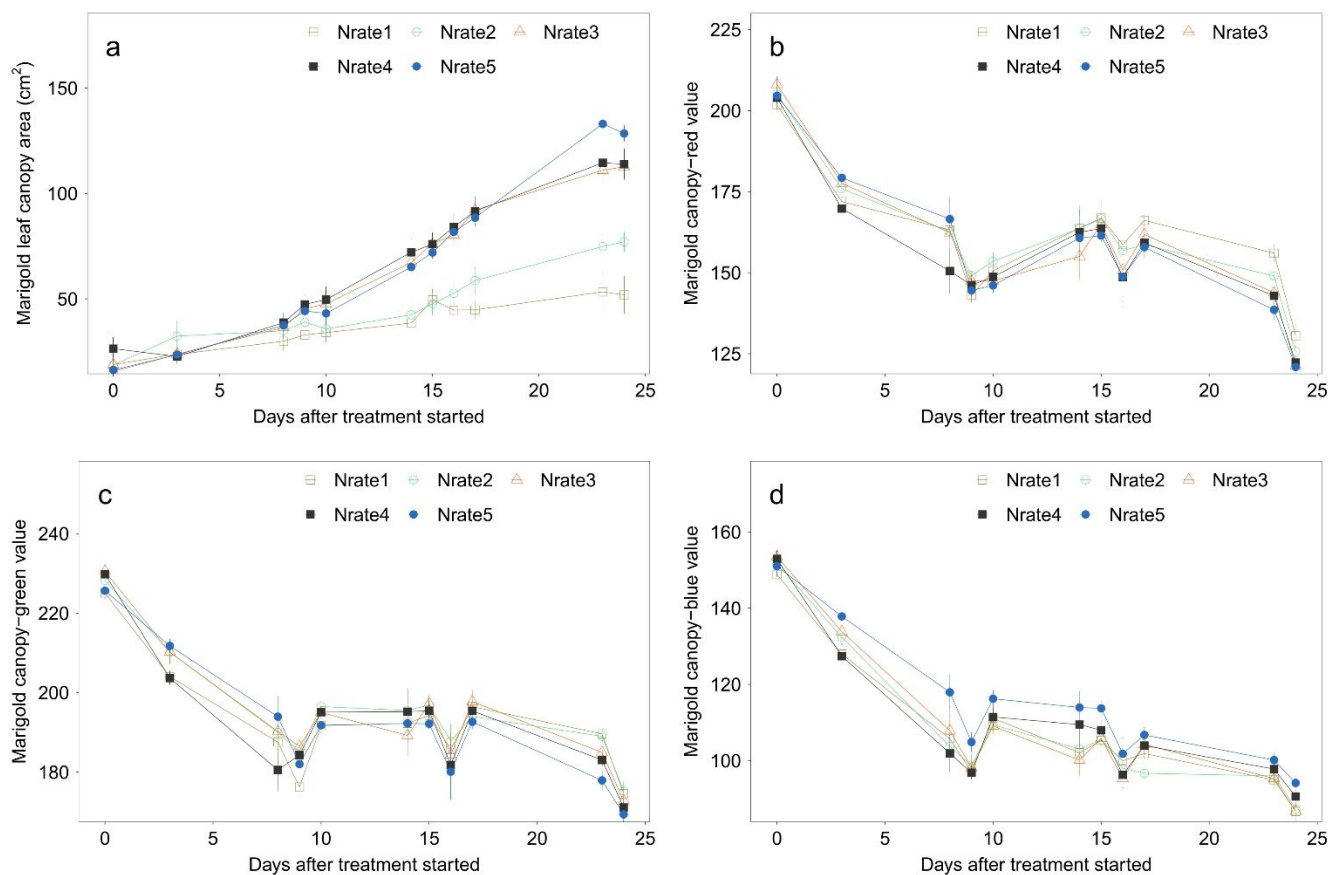 a
Nrate1 Nrate2 Nrate3
Nrate4 Nrate5
Marigold leaf canopy area (cm²)
150
100
50
0 5 10 15 20 25
Days after treatment started
b
Nrate1 Nrate2 Nrate3
Nrate4 Nrate5
Marigold canopy−red value
200
175
150
125
0 5 10 15 20 25
Days after treatment started
c
Nrate1 Nrate2 Nrate3
Nrate4 Nrate5
Marigold canopy−green value
240
220
200
180
0 5 10 15 20 25
Days after treatment started
d
Nrate1 Nrate2 Nrate3
Nrate4 Nrate5
Marigold canopy−blue value
160
140
120
100
0 5 10 15 20 25
Days after treatment started